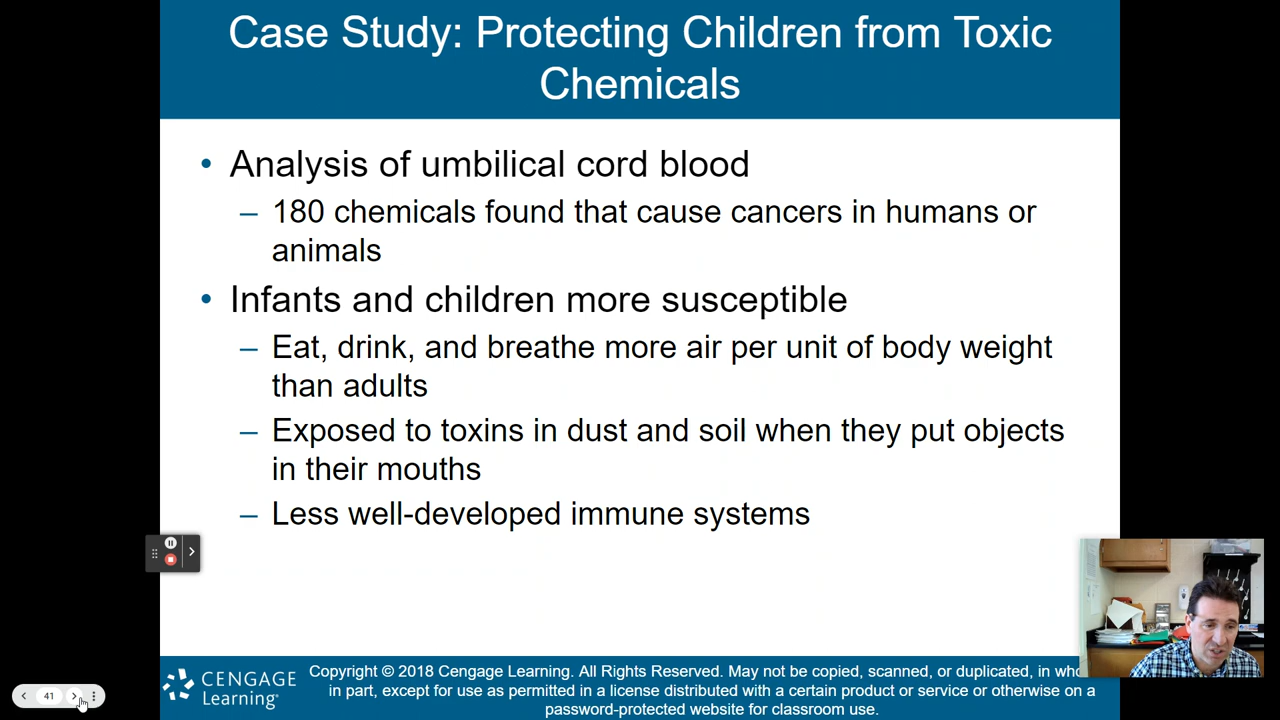 Case Study: Protecting Children from Toxic
Chemicals
• Analysis of umbilical cord blood
– 180 chemicals found that cause cancers in humans or
animals
• Infants and children more susceptible
– Eat, drink, and breathe more air per unit of body weight
than adults
– Exposed to toxins in dust and soil when they put objects
in their mouths
– Less well-developed immune systems
41
CENGAGE
Learning®
Copyright © 2018 Cengage Learning. All Rights Reserved. May not be copied, scanned, or duplicated, in
in part, except for use as permitted in a license distributed with a certain product or service or otherwise on a
password-protected website for classroom use.